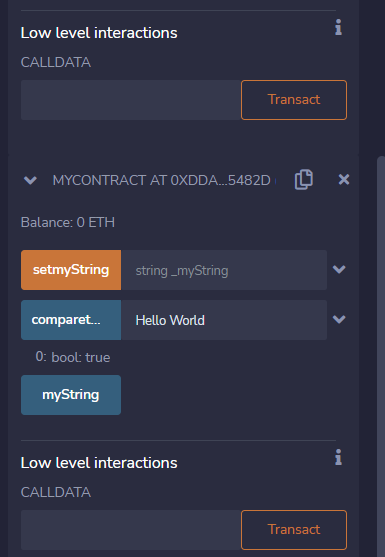 Low level interactions
CALLDATA
Transact
MYCONTRACT AT 0XDDA...5482D
Balance: 0 ETH
setmyString string _myString
comparet... Hello World
0: bool: true
myString
Low level interactions
CALLDATA
Transact